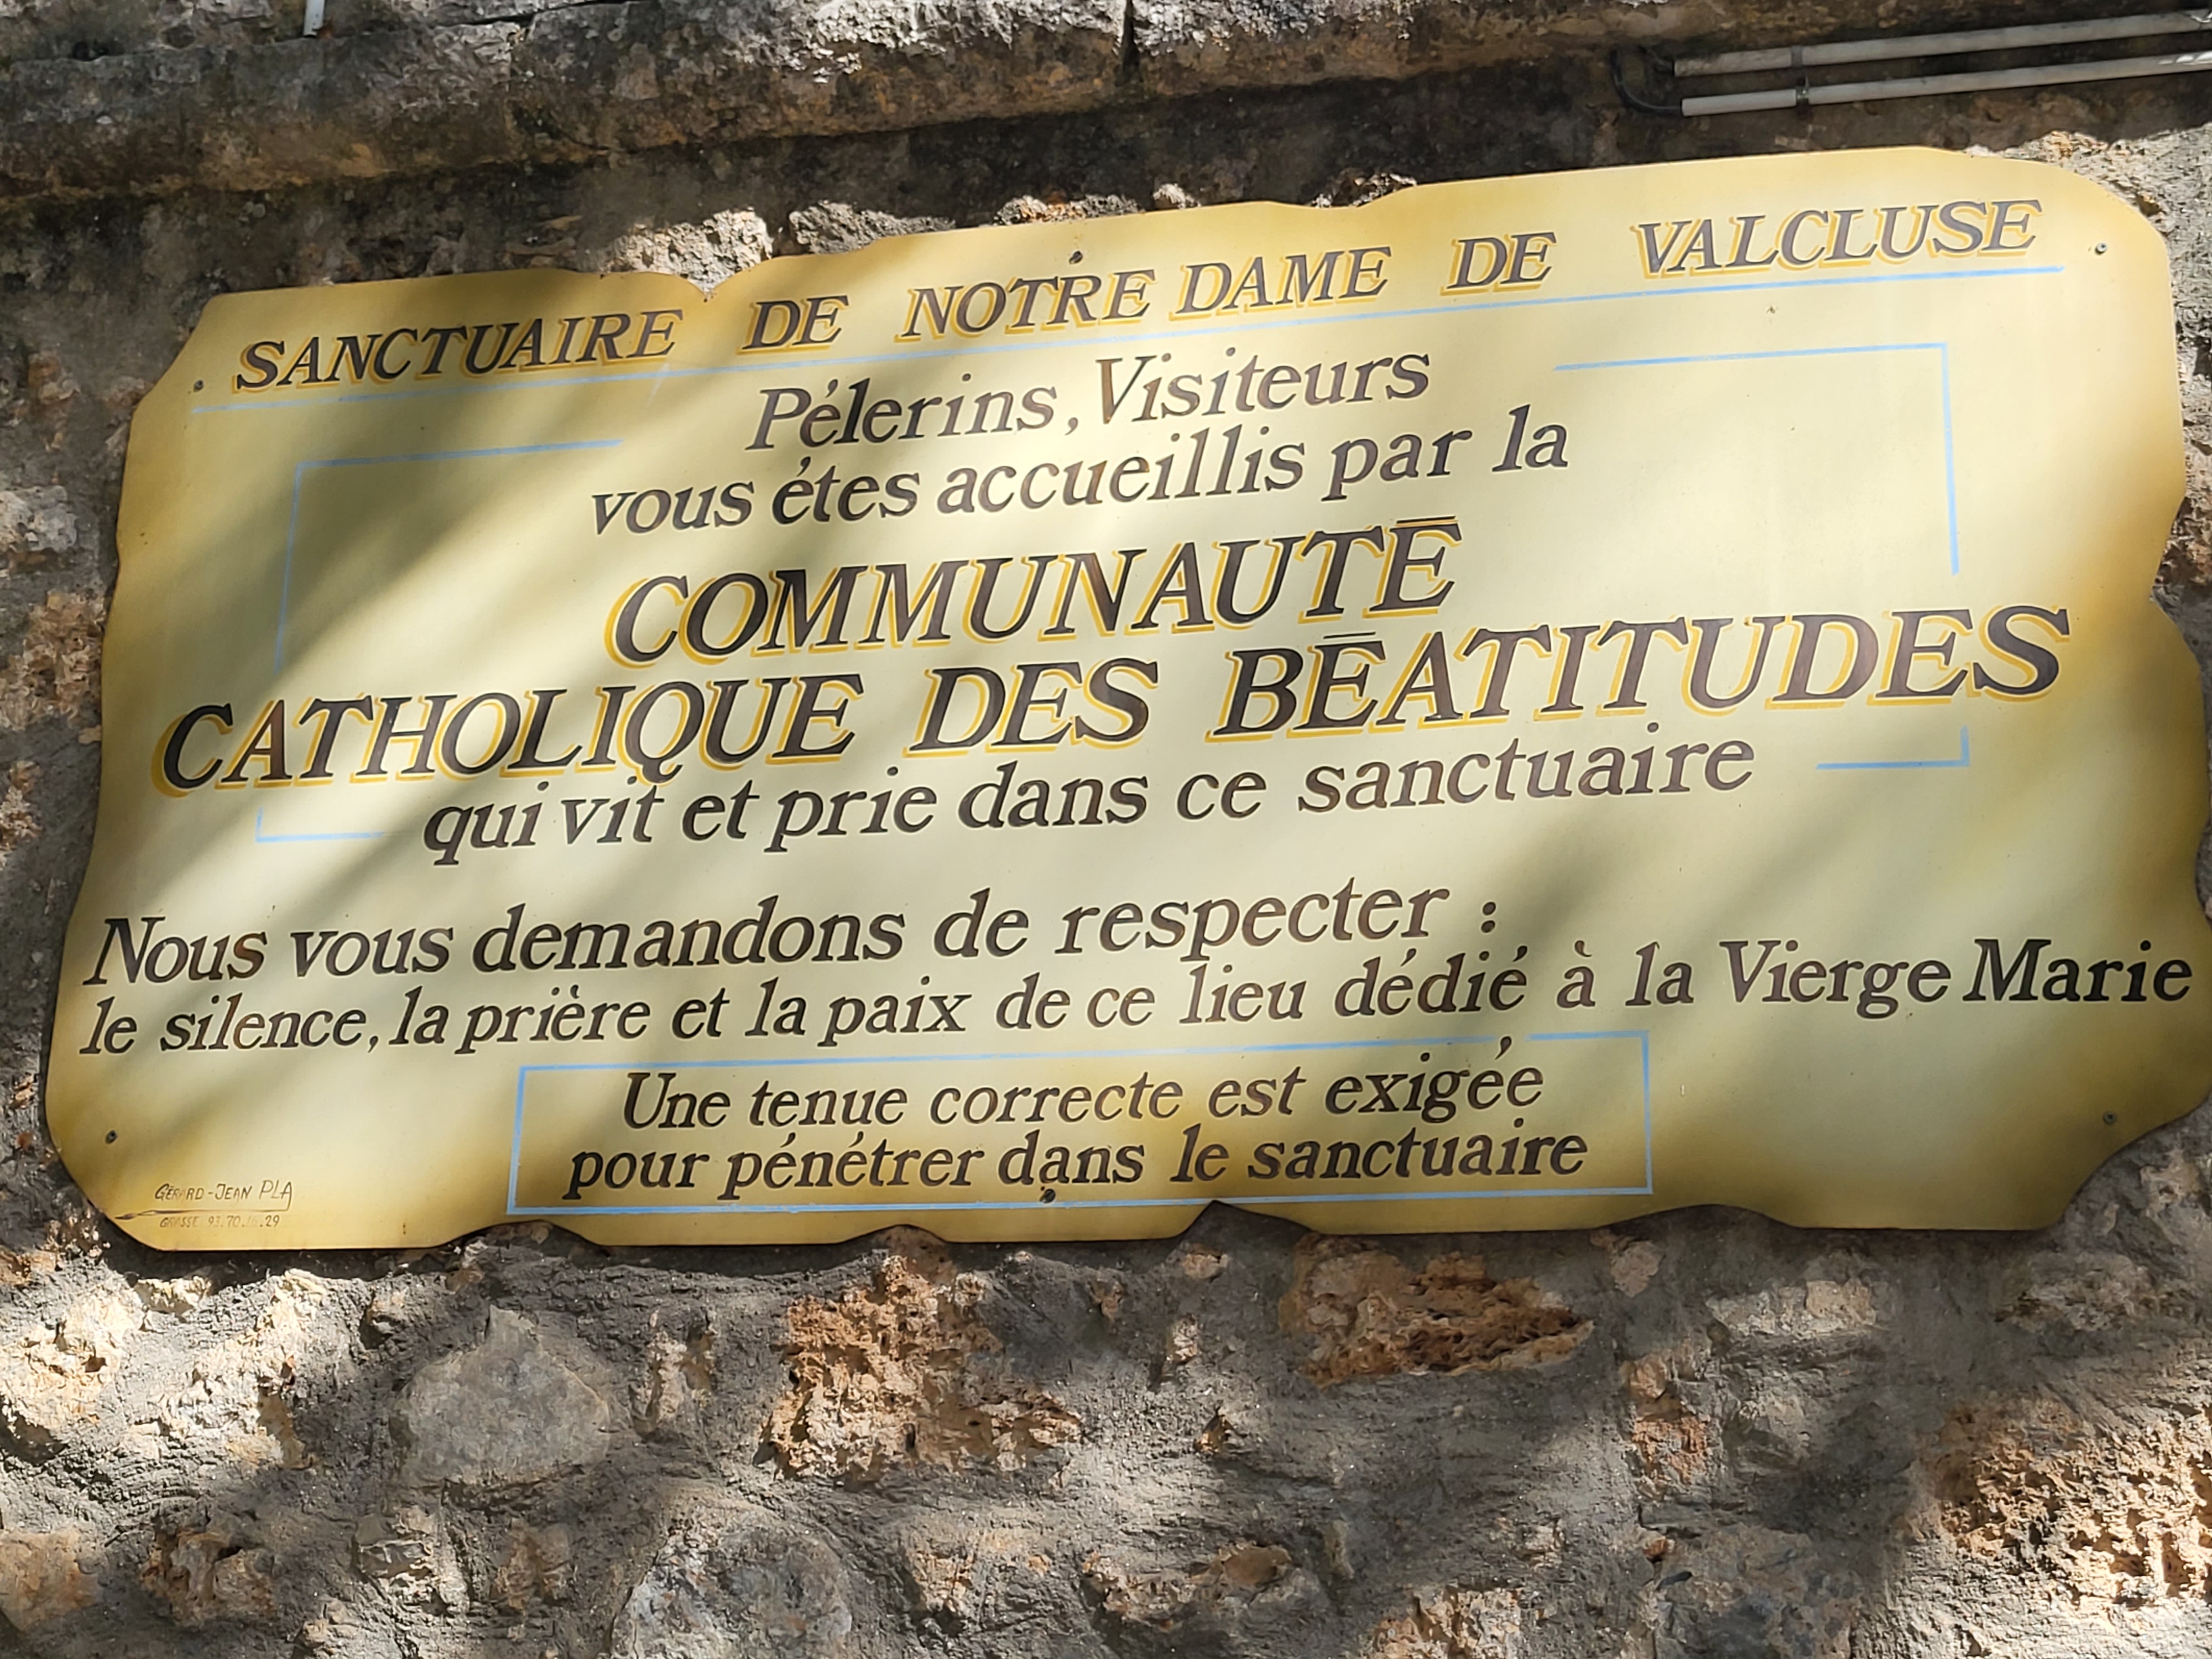 SANCTUAIRE DE NOTRE DAME DE VALCLUSE
Pélerins, Visiteurs
vous étes accueillis par la
COMMUNAUTÉ
CATHOLIQUE DES BÉATITUDES
qui vit et prie dans ce sanctuaire
Nous vous demandons de respecter :
le silence, la prière et la paix de ce lieu dédié à la Vierge Marie
Une tenue correcte est exigée
pour pénétrer dans le sanctuaire
GÉRARD-JEAN PLA
GRASSE